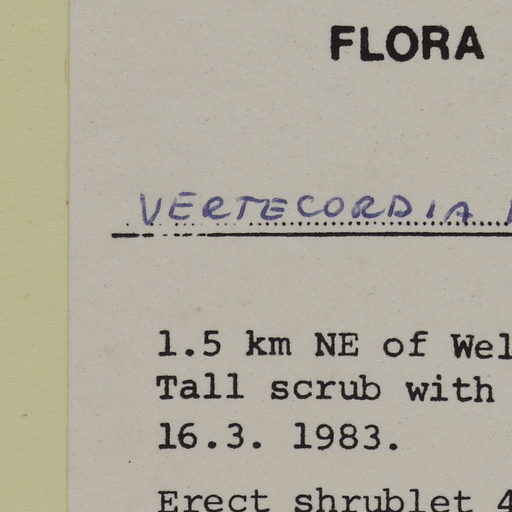 FLORA
VERTECORDIA
1.5 km NE of Wel
Tall scrub with
16.3. 1983.
Erect shrublet 4